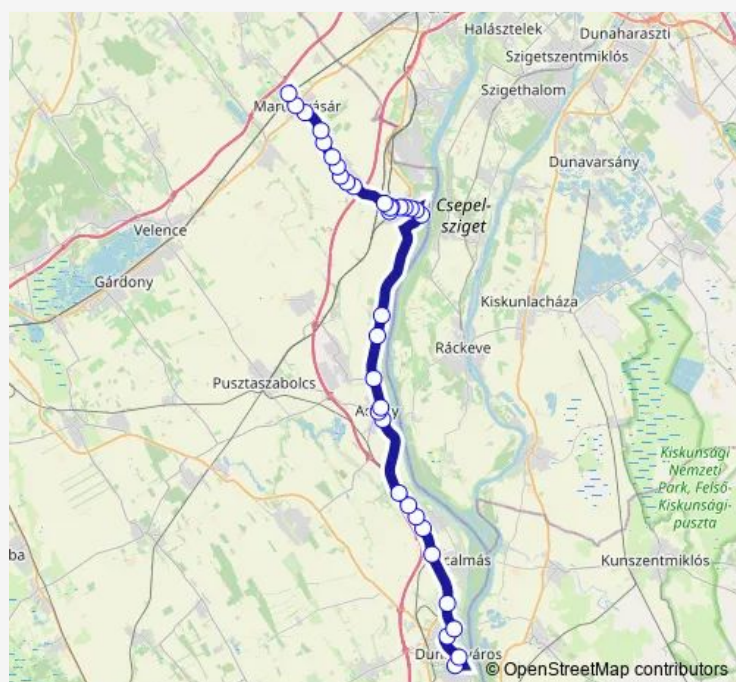 Halásztelek
Dunaharaszti
Szigetszentmiklós
Szigethalom
Dunavarsány
Csepel-
sziget
Velence
Gárdony
Kiskunlacháza
Ráckeve
Pusztaszabolcs
Kiskunsági
Nemzeti
Park, Felső-
Kiskunsági-
puszta
Kunszentmiklós
© OpenStreetMap contributors